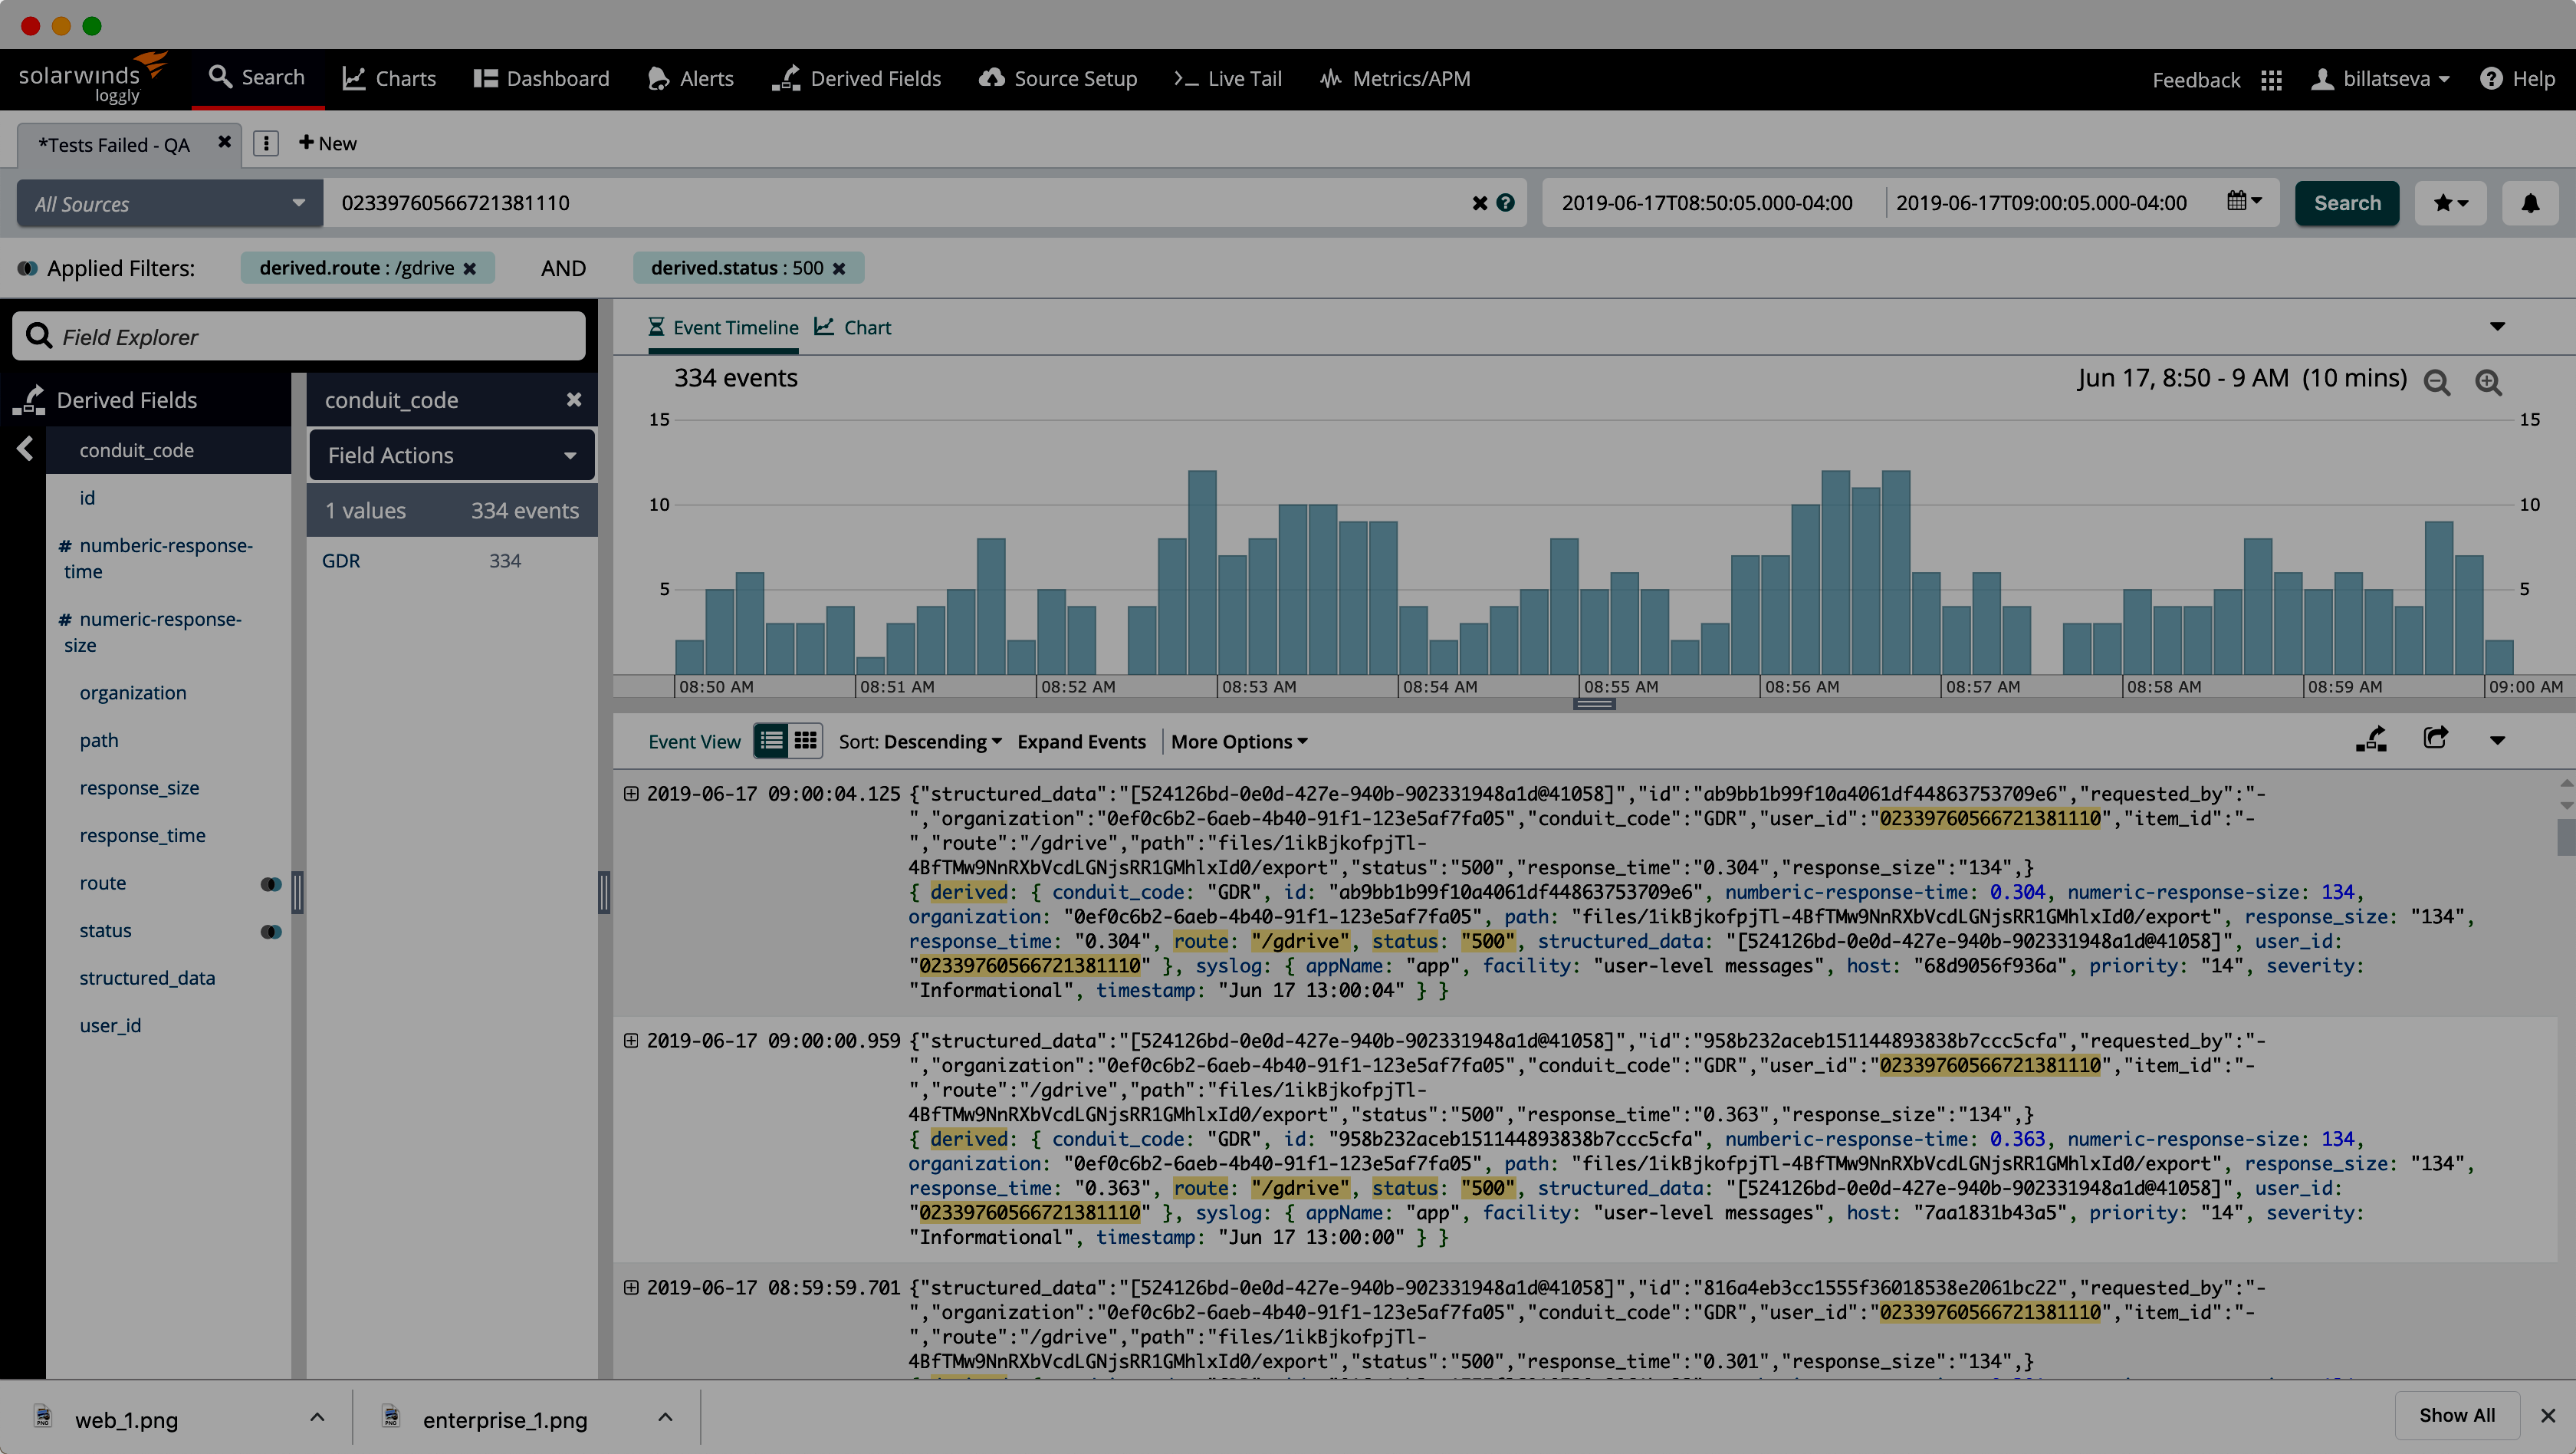 solarwinds
loggly
Search
Charts
Dashboard
Alerts
Derived Fields
Source Setup
Live Tail
Metrics/APM
Feedback
billatseva
Help
*Tests Failed - QA
New
All Sources
02339760566721381110
2019-06-17T08:50:05.000-04:00
2019-06-17T09:00:05.000-04:00
Search
Applied Filters:
derived.route : /gdrive
AND
derived.status : 500
Field Explorer
Derived Fields
conduit_code
id
# numberic-response-
time
# numeric-response-
size
organization
path
response_size
response_time
route
status
structured_data
user_id
conduit_code
Field Actions
1 values 334 events
GDR 334
Event Timeline
Chart
334 events
Jun 17, 8:50 - 9 AM (10 mins)
15 15
10 10
5 5
08:50 AM 08:51 AM 08:52 AM 08:53 AM 08:54 AM 08:55 AM 08:56 AM 08:57 AM 08:58 AM 08:59 AM 09:00 AM
Event View
Sort: Descending
Expand Events
More Options
2019-06-17 09:00:04.125 {"structured_data":"[524126bd-0e0d-427e-940b-902331948a1d@41058]","id":"ab9bb1b99f10a4061df44863753709e6","requested_by":"-
","organization":"0ef0c6b2-6aeb-4b40-91f1-123e5af7fa05","conduit_code":"GDR","user_id":"02339760566721381110","item_id":"-
","route":"/gdrive","path":"files/1ikBjkofpjTl-
4BfTMw9NnRXbVcdLGNjsRR1GMhlxId0/export","status":"500","response_time":"0.304","response_size":"134",}
{ derived: { conduit_code: "GDR", id: "ab9bb1b99f10a4061df44863753709e6", numberic-response-time: 0.304, numeric-response-size: 134,
organization: "0ef0c6b2-6aeb-4b40-91f1-123e5af7fa05", path: "files/1ikBjkofpjTl-4BfTMw9NnRXbVcdLGNjsRR1GMhlxId0/export", response_size: "134",
response_time: "0.304", route: "/gdrive", status: "500", structured_data: "[524126bd-0e0d-427e-940b-902331948a1d@41058]", user_id:
"02339760566721381110" }, syslog: { appName: "app", facility: "user-level messages", host: "68d9056f936a", priority: "14", severity:
"Informational", timestamp: "Jun 17 13:00:04" } }
2019-06-17 09:00:00.959 {"structured_data":"[524126bd-0e0d-427e-940b-902331948a1d@41058]","id":"958b232aceb151144893838b7ccc5cfa","requested_by":"-
","organization":"0ef0c6b2-6aeb-4b40-91f1-123e5af7fa05","conduit_code":"GDR","user_id":"02339760566721381110","item_id":"-
","route":"/gdrive","path":"files/1ikBjkofpjTl-
4BfTMw9NnRXbVcdLGNjsRR1GMhlxId0/export","status":"500","response_time":"0.363","response_size":"134",}
{ derived: { conduit_code: "GDR", id: "958b232aceb151144893838b7ccc5cfa", numberic-response-time: 0.363, numeric-response-size: 134,
organization: "0ef0c6b2-6aeb-4b40-91f1-123e5af7fa05", path: "files/1ikBjkofpjTl-4BfTMw9NnRXbVcdLGNjsRR1GMhlxId0/export", response_size: "134",
response_time: "0.363", route: "/gdrive", status: "500", structured_data: "[524126bd-0e0d-427e-940b-902331948a1d@41058]", user_id:
"02339760566721381110" }, syslog: { appName: "app", facility: "user-level messages", host: "7aa1831b43a5", priority: "14", severity:
"Informational", timestamp: "Jun 17 13:00:00" } }
2019-06-17 08:59:59.701 {"structured_data":"[524126bd-0e0d-427e-940b-902331948a1d@41058]","id":"816a4eb3cc1555f36018538e2061bc22","requested_by":"-
","organization":"0ef0c6b2-6aeb-4b40-91f1-123e5af7fa05","conduit_code":"GDR","user_id":"02339760566721381110","item_id":"-
","route":"/gdrive","path":"files/1ikBjkofpjTl-
4BfTMw9NnRXbVcdLGNjsRR1GMhlxId0/export","status":"500","response_time":"0.301","response_size":"134",}
web_1.png
enterprise_1.png
Show All